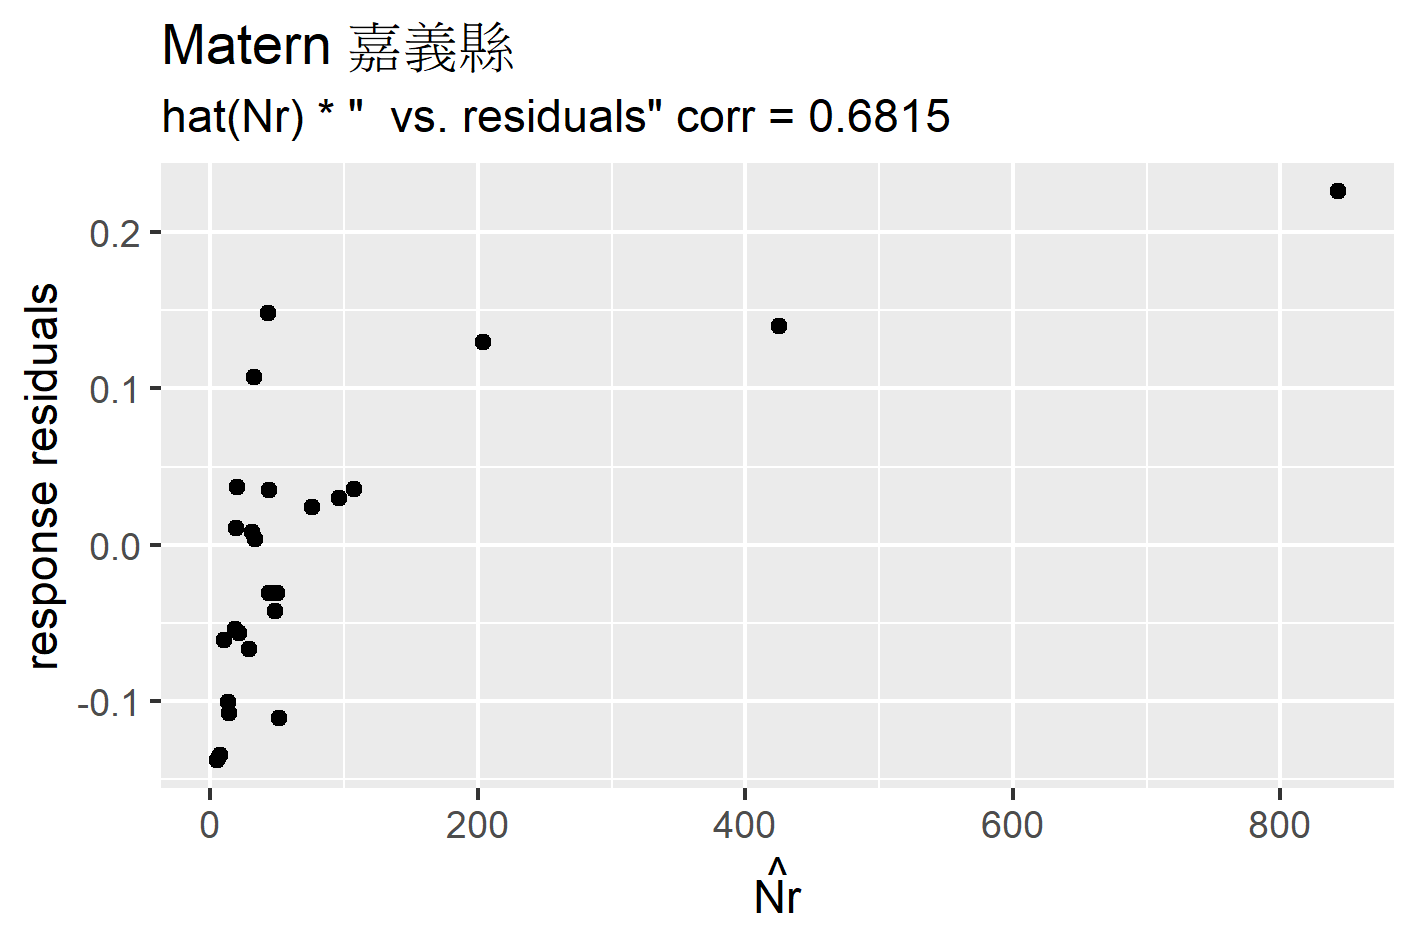 Matern 嘉義縣
hat(Nr) * "  vs. residuals" corr = 0.6815
response residuals
0.2
0.1
0.0
-0.1
0 200 400 600 800
N̂r